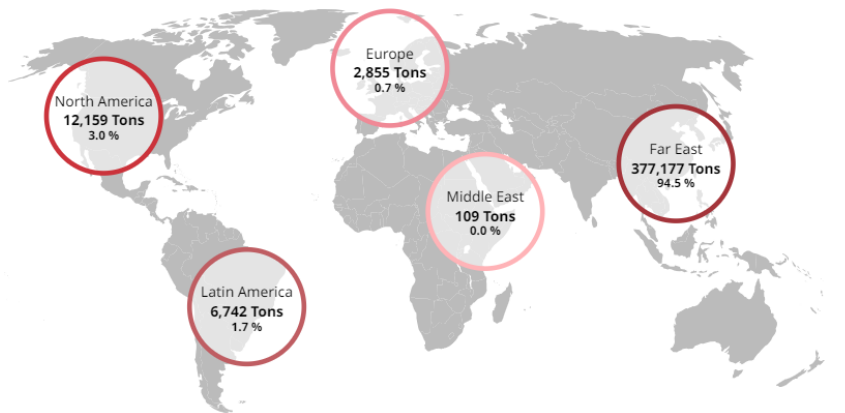 Europe
2,855 Tons
0.7 %
North America
12,159 Tons
3.0 %
Far East
377,177 Tons
94.5 %
Middle East
109 Tons
0.0 %
Latin America
6,742 Tons
1.7 %